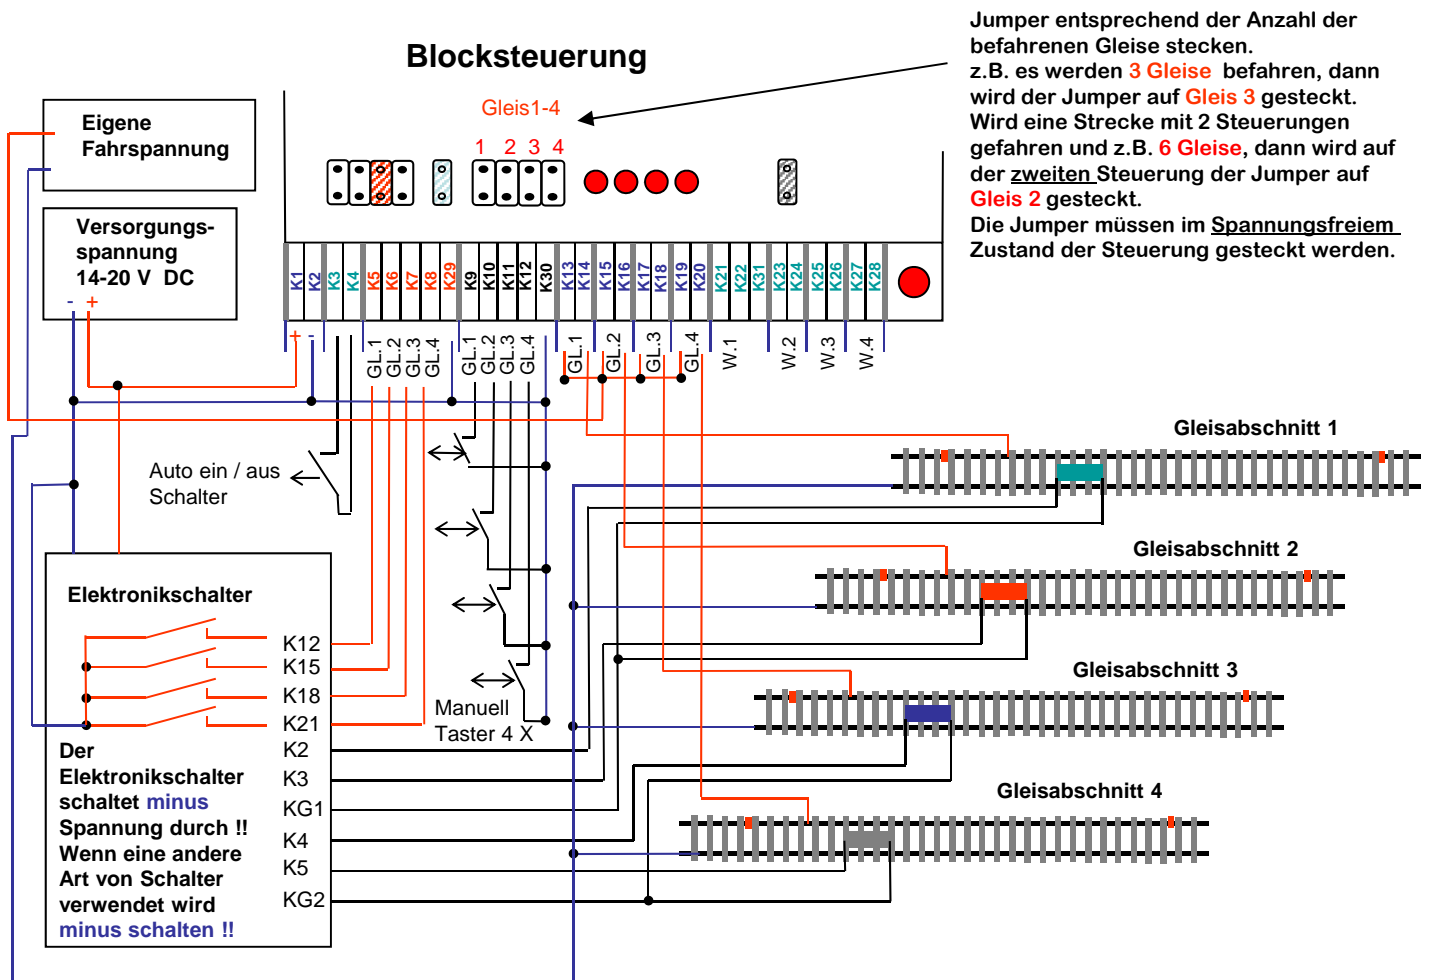 Jumper entsprechend der Anzahl der
befahrenen Gleise stecken.
z.B. es werden 3 Gleise befahren, dann
wird der Jumper auf Gleis 3 gesteckt.
Wird eine Strecke mit 2 Steuerungen
gefahren und z.B. 6 Gleise, dann wird auf
der zweiten Steuerung der Jumper auf
Gleis 2 gesteckt.
Die Jumper müssen im Spannungsfreiem
Zustand der Steuerung gesteckt werden.
Blocksteuerung
Gleis1-4
1 2 3 4
Eigene
Fahrspannung
Versorgungs-
spannung
14-20 V DC
- +
K1 K2 K3 K4 K5 K6 K7 K8 K29 K9 K10 K11 K12 K30 K13 K14 K15 K16 K17 K18 K19 K20 K21 K22 K31 K23 K24 K25 K26 K27 K28
+ -
GL.1 GL.2 GL.3 GL.4 GL.1 GL.2 GL.3 GL.4 GL.1 GL.2 GL.3 GL.4 W.1 W.2 W.3 W.4
Auto ein / aus
Schalter
Gleisabschnitt 1
Gleisabschnitt 2
Gleisabschnitt 3
Gleisabschnitt 4
Manuell
Taster 4 X
Elektronikschalter
K12
K15
K18
K21
K2
K3
KG1
K4
K5
KG2
Der
Elektronikschalter
schaltet minus
Spannung durch !!
Wenn eine andere
Art von Schalter
verwendet wird
minus schalten !!